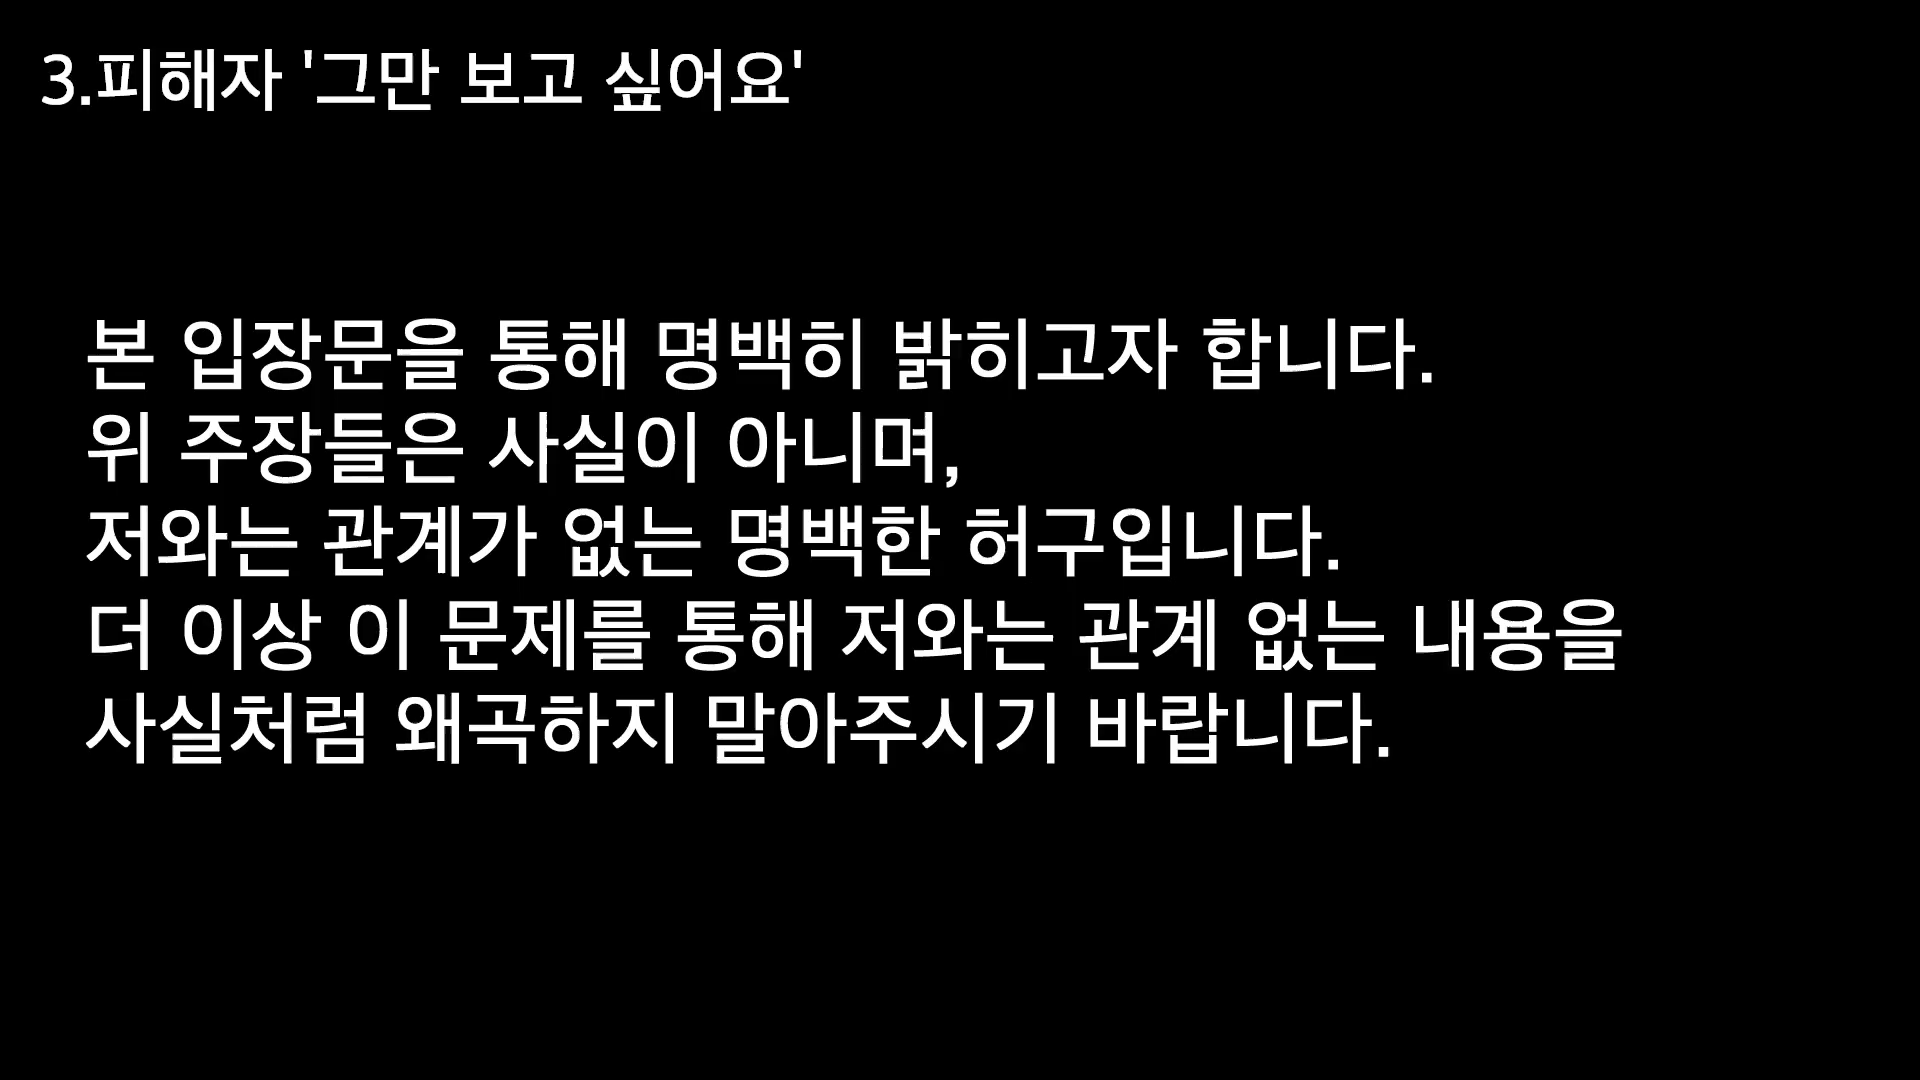 3.피해자 '그만 보고 싶어요'
본 입장문을 통해 명백히 밝히고자 합니다.
위 주장들은 사실이 아니며,
저와는 관계가 없는 명백한 허구입니다.
더 이상 이 문제를 통해 저와는 관계 없는 내용을
사실처럼 왜곡하지 말아주시기 바랍니다.